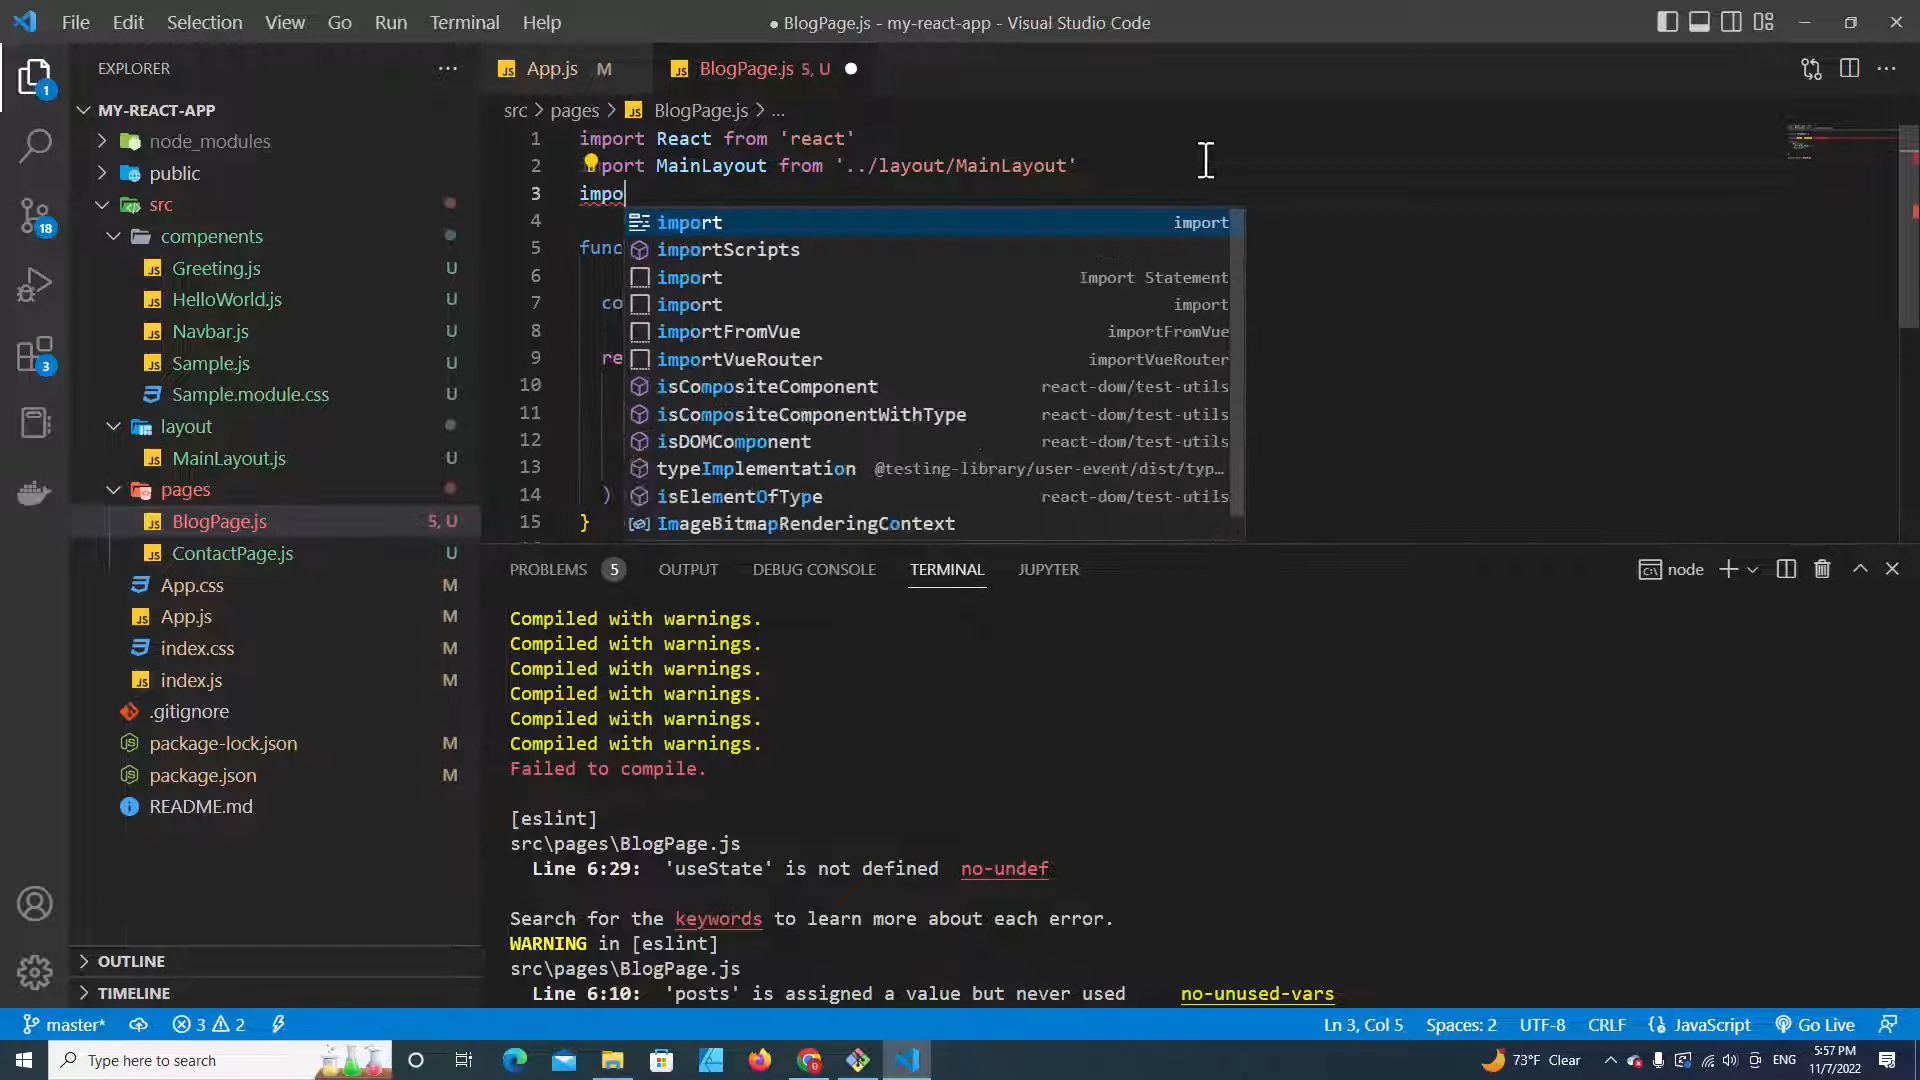 File Edit Selection View Go Run Terminal Help
● BlogPage.js - my-react-app - Visual Studio Code
EXPLORER
MY-REACT-APP
node_modules
public
src
compenents
Greeting.js U
HelloWorld.js U
Navbar.js U
Sample.js U
Sample.module.css U
layout
MainLayout.js U
pages
BlogPage.js 5, U
ContactPage.js U
App.css M
App.js M
index.css M
index.js M
.gitignore
package-lock.json M
package.json M
README.md
OUTLINE
TIMELINE
1
18
3
JS App.js M
JS BlogPage.js 5, U ●
src > pages > JS BlogPage.js > ...
1 import React from 'react'
2 port MainLayout from '../layout/MainLayout'
3 impo
4
5 func
6
7 co
8
9 re
10
11
12
13
14 )
15 }
import import
importScripts
import Import Statement
import import
importFromVue importFromVue
importVueRouter importVueRouter
isCompositeComponent react-dom/test-utils
isCompositeComponentWithType react-dom/test-utils
isDOMComponent react-dom/test-utils
typeImplementation @testing-library/user-event/dist/typ...
isElementOfType react-dom/test-utils
ImageBitmapRenderingContext
PROBLEMS 5 OUTPUT DEBUG CONSOLE TERMINAL JUPYTER
node
Compiled with warnings.
Compiled with warnings.
Compiled with warnings.
Compiled with warnings.
Compiled with warnings.
Compiled with warnings.
Failed to compile.
[eslint]
src\pages\BlogPage.js
Line 6:29: 'useState' is not defined no-undef
Search for the keywords to learn more about each error.
WARNING in [eslint]
src\pages\BlogPage.js
Line 6:10: 'posts' is assigned a value but never used no-unused-vars
master* 3 2
Ln 3, Col 5 Spaces: 2 UTF-8 CRLF JavaScript Go Live
Type here to search
73°F Clear
ENG
5:57 PM
11/7/2022